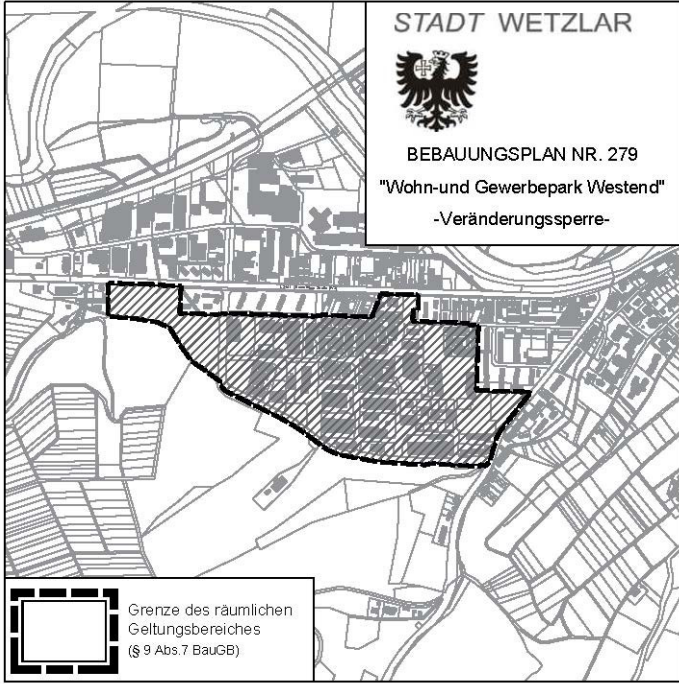 STADT WETZLAR
BEBAUUNGSPLAN NR. 279
"Wohn-und Gewerbepark Westend"
-Veränderungssperre-
Grenze des räumlichen
Geltungsbereiches
(§ 9 Abs.7 BauGB)